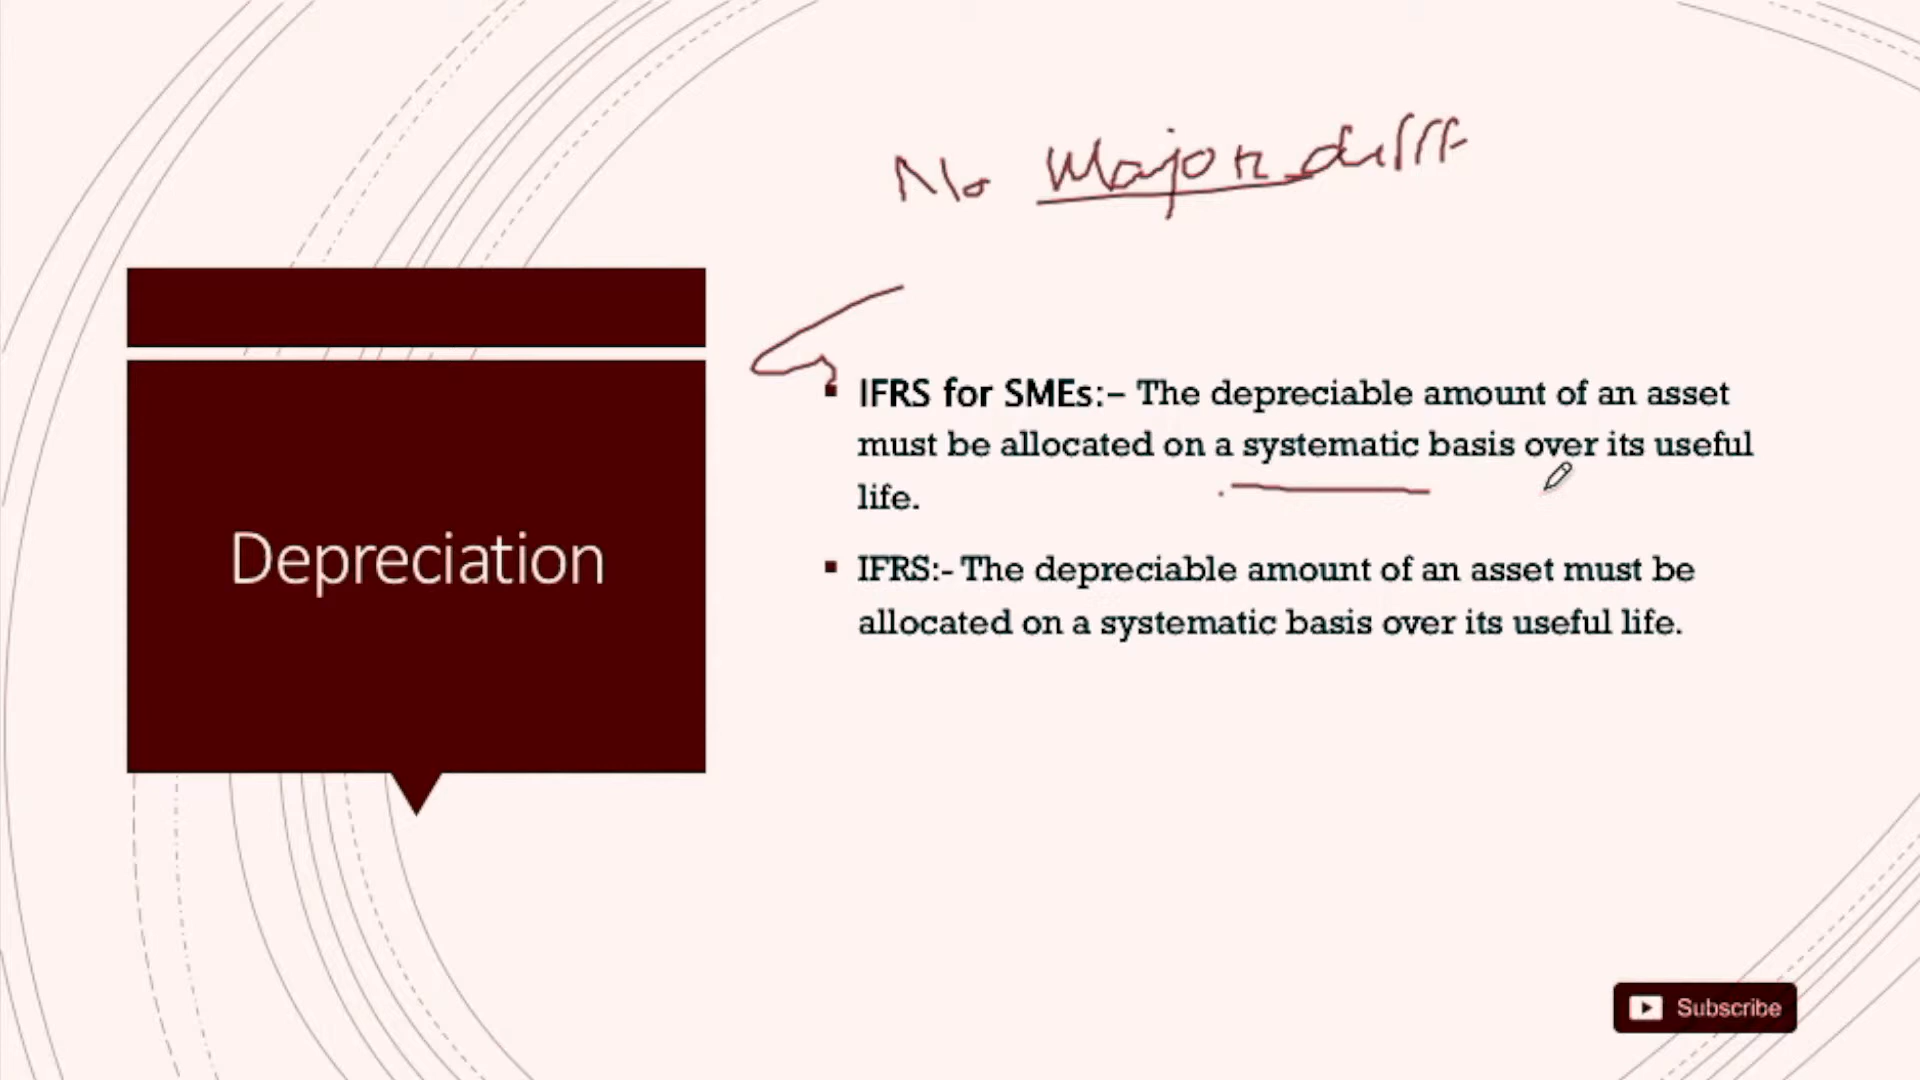 No Major diff
Depreciation
▪ IFRS for SMEs:– The depreciable amount of an asset
must be allocated on a systematic basis over its useful
life.
▪ IFRS:- The depreciable amount of an asset must be
allocated on a systematic basis over its useful life.
Subscribe